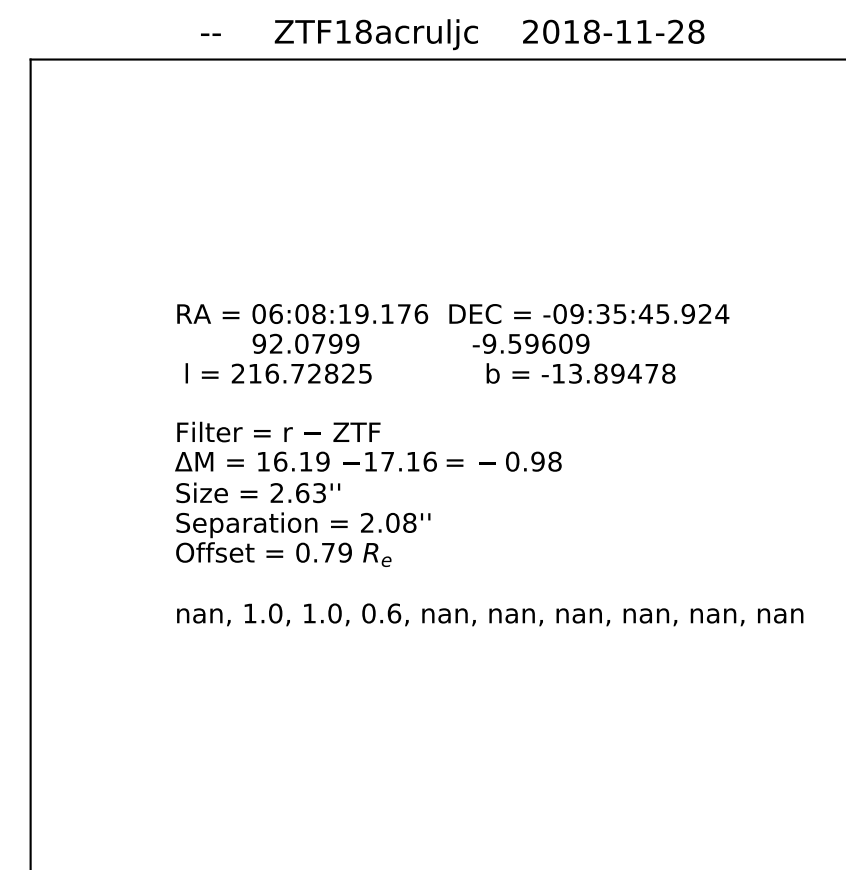 -- ZTF18acruljc 2018-11-28
RA = 06:08:19.176 DEC = -09:35:45.924
92.0799 -9.59609
l = 216.72825 b = -13.89478
Filter = r − ZTF
ΔM = 16.19 −17.16 = − 0.98
Size = 2.63''
Separation = 2.08''
Offset = 0.79 Re
nan, 1.0, 1.0, 0.6, nan, nan, nan, nan, nan, nan